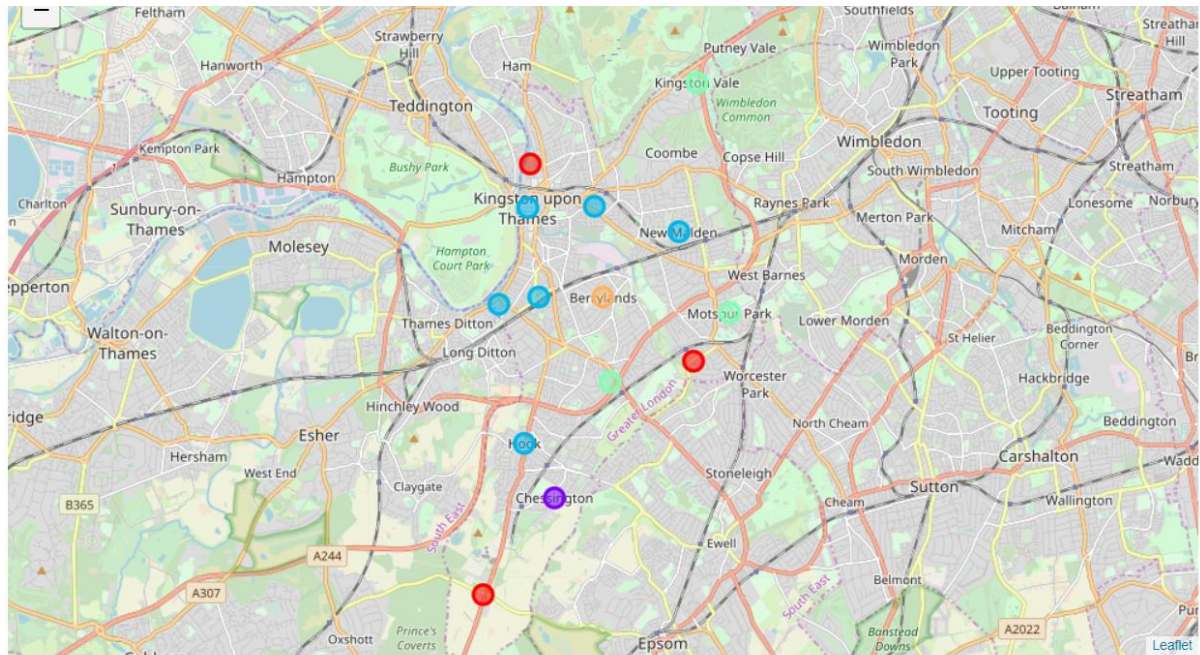 Feltham
Southfields
Balham
Streatham
Hill
Strawberry
Hill
Ham
Putney Vale
Wimbledon
Park
Hanworth
Kingston Vale
Upper Tooting
Streatham
Teddington
Wimbledon
Common
Tooting
Kempton Park
Bushy Park
Coombe
Copse Hill
Wimbledon
Hampton
South Wimbledon
Streatham
Charlton
Sunbury-on-
Thames
Kingston upon
Thames
Raynes Park
Merton Park
Lonesome
Norbury
Molesey
New Malden
Mitcham
Hampton
Court Park
West Barnes
Morden
epperton
Berrylands
Thames Ditton
Motspur Park
Lower Morden
Walton-on-
Thames
St Helier
Beddington
Corner
Long Ditton
Worcester
Park
Hackbridge
ridge
Hinchley Wood
Greater London
North Cheam
Beddington
Esher
Hook
Hersham
West End
Carshalton
Claygate
Stoneleigh
Sutton
B365
Chessington
Cheam
Wallington
South East
Ewell
A244
Belmont
A307
South East
Oxshott
Prince's
Coverts
Epsom
Banstead
Downs
A2022
Leaflet